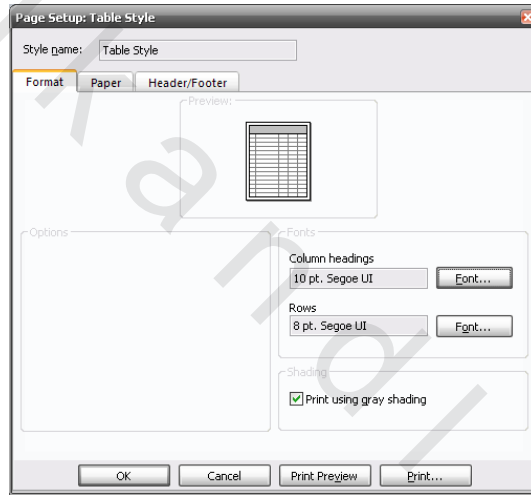 Page Setup: Table Style
Style name: Table Style
Format Paper Header/Footer
Preview:
Options
Fonts
Column headings
10 pt. Segoe UI Font...
Rows
8 pt. Segoe UI Font...
Shading
Print using gray shading
OK Cancel Print Preview Print...